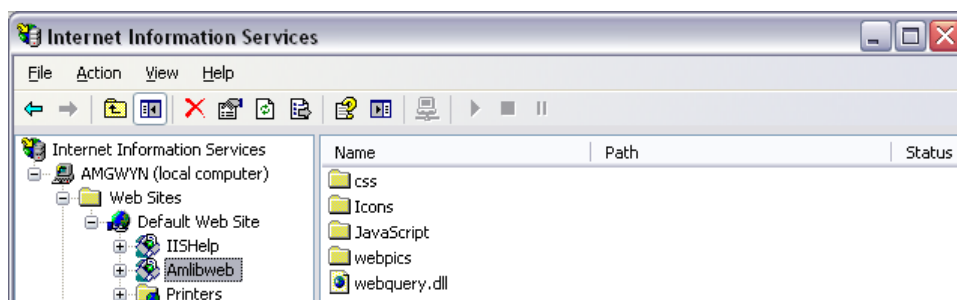 Internet Information Services
File Action View Help
Internet Information Services
AMGWYN (local computer)
Web Sites
Default Web Site
IISHelp
Amlibweb
Printers
Name Path Status
css
Icons
JavaScript
webpics
webquery.dll